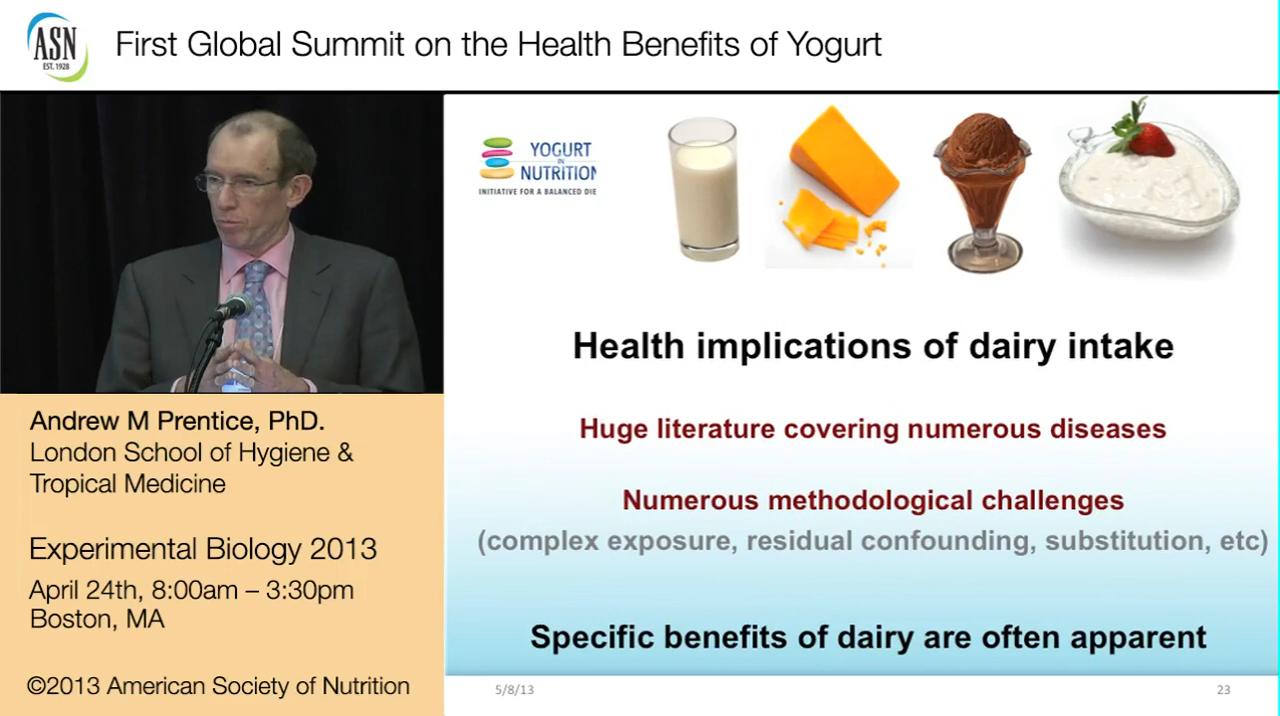 ASN
EST. 1928
First Global Summit on the Health Benefits of Yogurt
YOGURT
IN
NUTRITION
INITIATIVE FOR A BALANCED DIE
Health implications of dairy intake
Huge literature covering numerous diseases
Numerous methodological challenges
(complex exposure, residual confounding, substitution, etc)
Specific benefits of dairy are often apparent
5/8/13
23
Andrew M Prentice, PhD.
London School of Hygiene &
Tropical Medicine
Experimental Biology 2013
April 24th, 8:00am – 3:30pm
Boston, MA
©2013 American Society of Nutrition